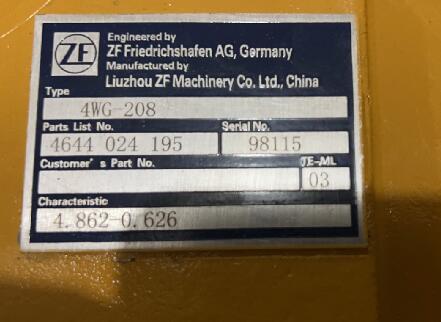 ZF
Engineered by
ZF Friedrichshafen AG, Germany
Manufactured by
Liuzhou ZF Machinery Co. Ltd., China
Type
4WG-208
Parts List No. Serial No.
4644 024 195 98115
Customer's Part No. TE-ML
03
Characteristic
4.862-0.626